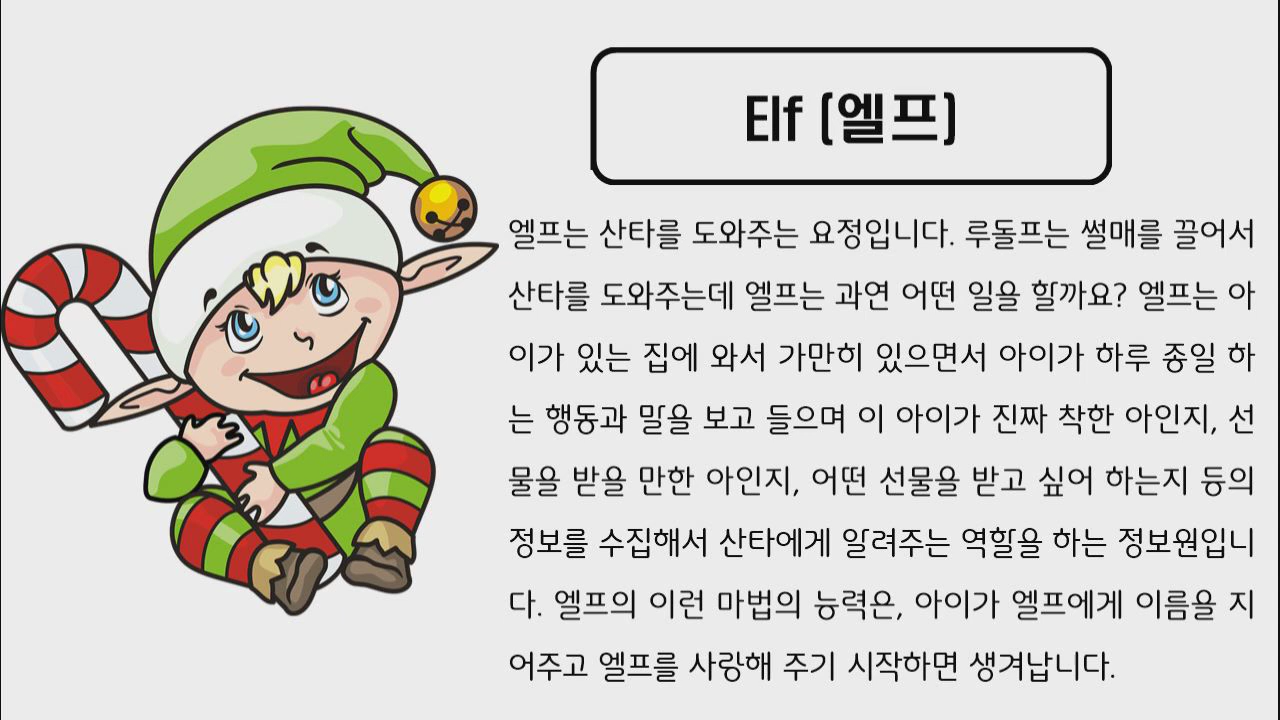 Elf (엘프)
엘프는 산타를 도와주는 요정입니다. 루돌프는 썰매를 끌어서
산타를 도와주는데 엘프는 과연 어떤 일을 할까요? 엘프는 아
이가 있는 집에 와서 가만히 있으면서 아이가 하루 종일 하
는 행동과 말을 보고 들으며 이 아이가 진짜 착한 아인지, 선
물을 받을 만한 아인지, 어떤 선물을 받고 싶어 하는지 등의
정보를 수집해서 산타에게 알려주는 역할을 하는 정보원입니
다. 엘프의 이런 마법의 능력은, 아이가 엘프에게 이름을 지
어주고 엘프를 사랑해 주기 시작하면 생겨납니다.